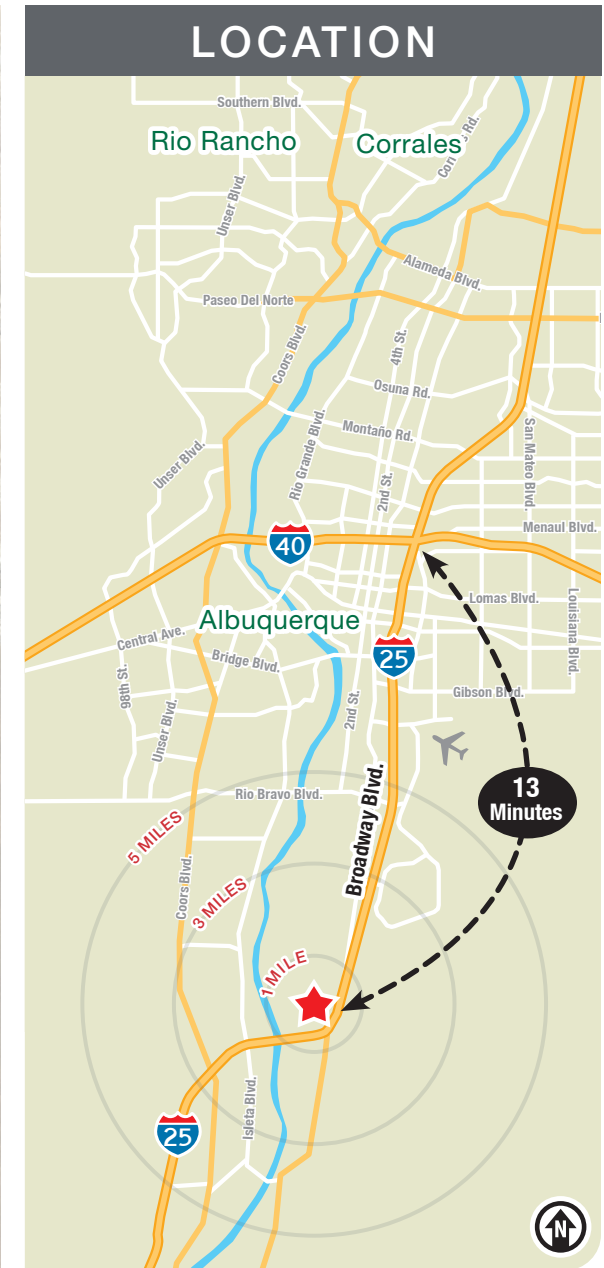 LOCATION
Southern Blvd.
Rio Rancho
Corrales
Unser Blvd.
Alameda Blvd.
Paseo Del Norte
Coors Blvd.
4th St.
Osuna Rd.
Montaño Rd.
Rio Grande Blvd.
San Mateo Blvd.
Unser Blvd.
2nd St.
Menaul Blvd.
40
Lomas Blvd.
Louisiana Blvd.
Albuquerque
Central Ave.
Bridge Blvd.
25
98th St.
2nd St.
Gibson Blvd.
Unser Blvd.
Rio Bravo Blvd.
13
Minutes
Broadway Blvd.
5 MILES
Coors Blvd.
3 MILES
1 MILE
Isleta Blvd.
25
N